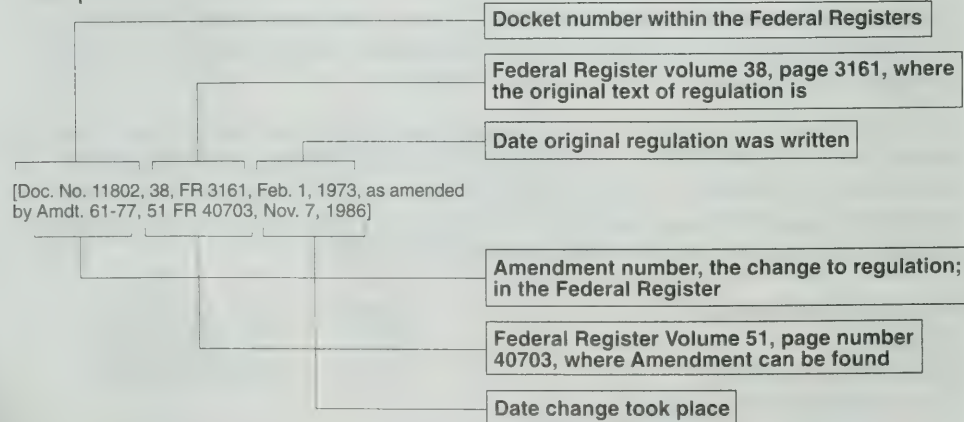 Docket number within the Federal Registers
Federal Register volume 38, page 3161, where
the original text of regulation is
Date original regulation was written
[Doc. No. 11802, 38, FR 3161, Feb. 1, 1973, as amended
by Amdt. 61-77, 51 FR 40703, Nov. 7, 1986]
Amendment number, the change to regulation;
in the Federal Register
Federal Register Volume 51, page number
40703, where Amendment can be found
Date change took place